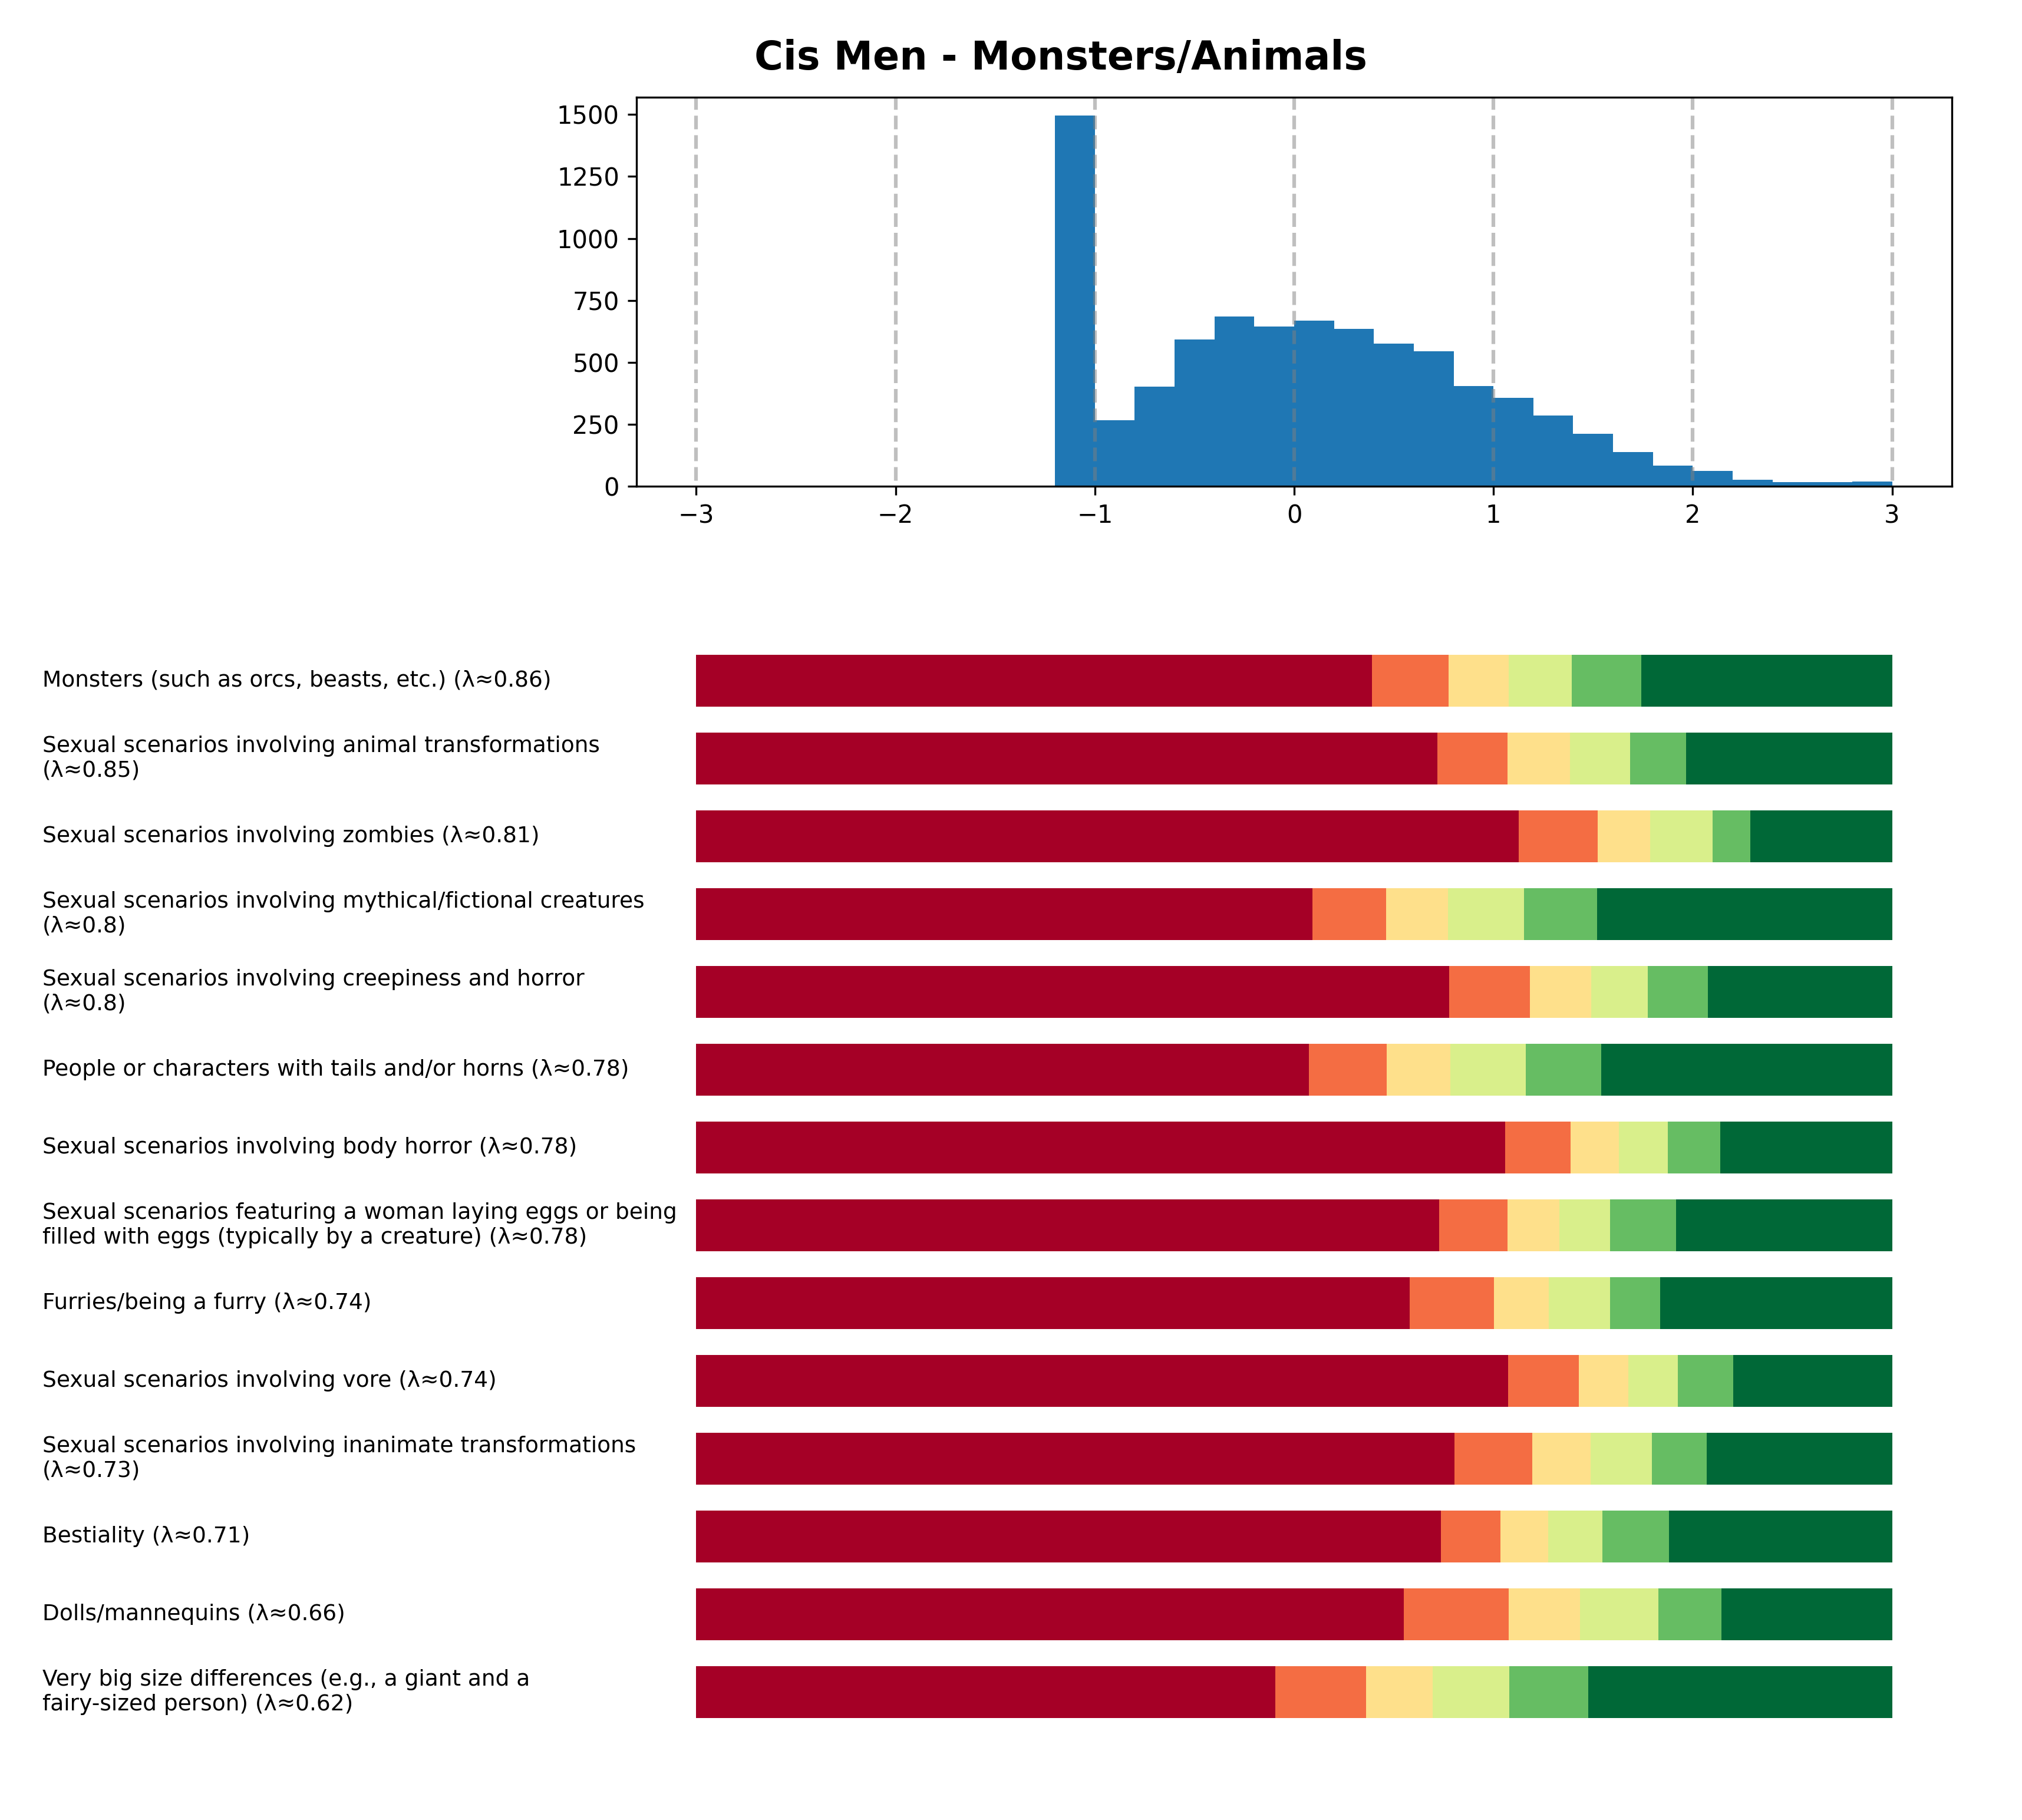 Cis Men - Monsters/Animals
1500
1250
1000
750
500
250
0
−3 −2 −1 0 1 2 3
Monsters (such as orcs, beasts, etc.) (λ≈0.86)
Sexual scenarios involving animal transformations
(λ≈0.85)
Sexual scenarios involving zombies (λ≈0.81)
Sexual scenarios involving mythical/fictional creatures
(λ≈0.8)
Sexual scenarios involving creepiness and horror
(λ≈0.8)
People or characters with tails and/or horns (λ≈0.78)
Sexual scenarios involving body horror (λ≈0.78)
Sexual scenarios featuring a woman laying eggs or being
filled with eggs (typically by a creature) (λ≈0.78)
Furries/being a furry (λ≈0.74)
Sexual scenarios involving vore (λ≈0.74)
Sexual scenarios involving inanimate transformations
(λ≈0.73)
Bestiality (λ≈0.71)
Dolls/mannequins (λ≈0.66)
Very big size differences (e.g., a giant and a
fairy-sized person) (λ≈0.62)